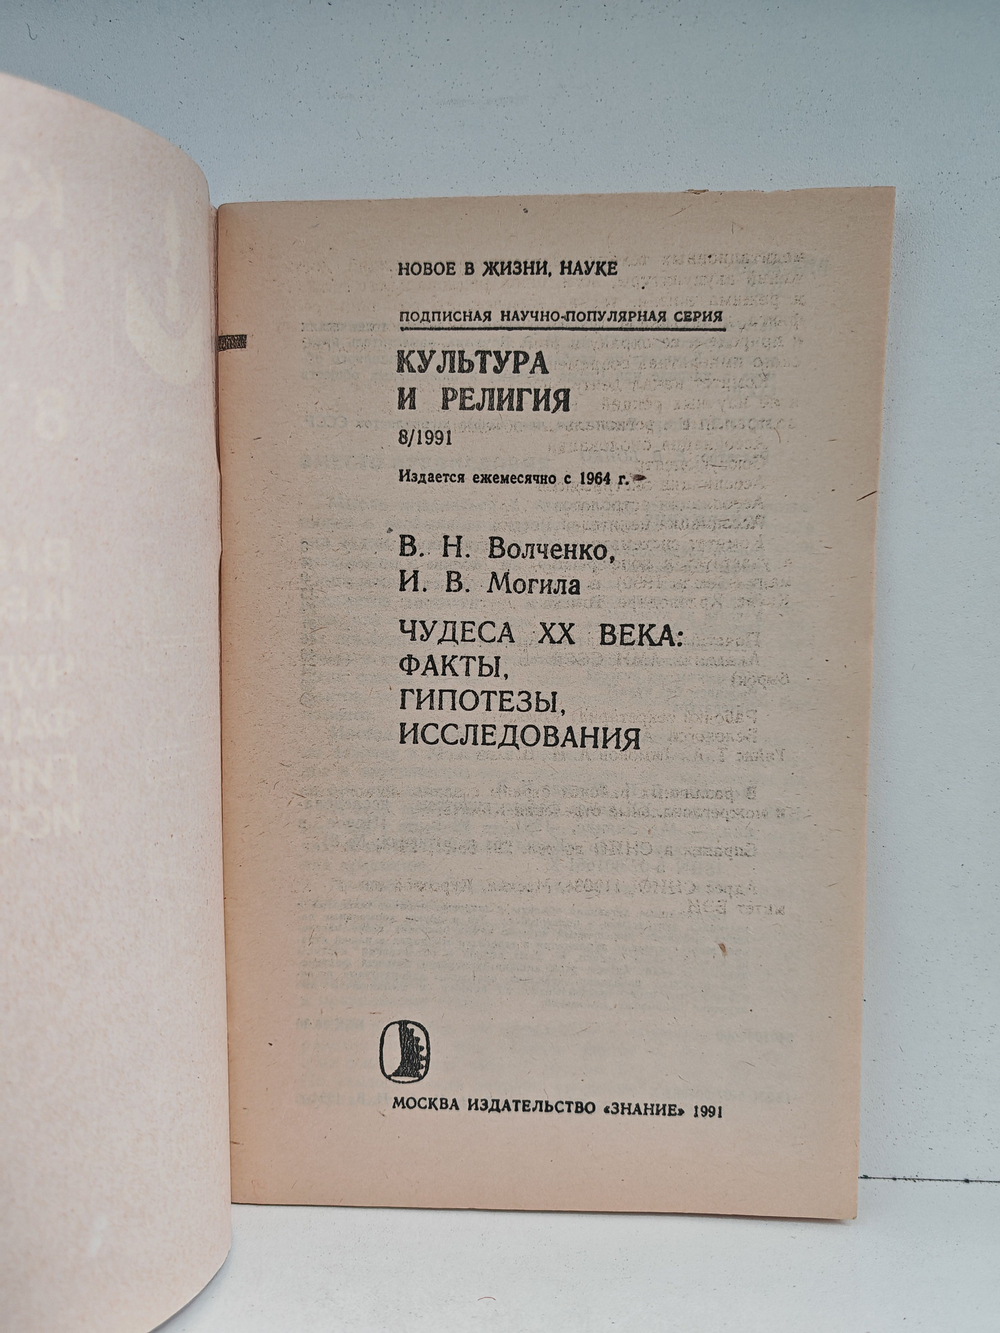 НОВОЕ В ЖИЗНИ, НАУКЕ
ПОДПИСНАЯ НАУЧНО-ПОПУЛЯРНАЯ СЕРИЯ
КУЛЬТУРА
И РЕЛИГИЯ
8/1991
Издается ежемесячно с 1964 г.
В. Н. Волченко,
И. В. Могила
ЧУДЕСА XX ВЕКА:
ФАКТЫ,
ГИПОТЕЗЫ,
ИССЛЕДОВАНИЯ
МОСКВА ИЗДАТЕЛЬСТВО «ЗНАНИЕ» 1991